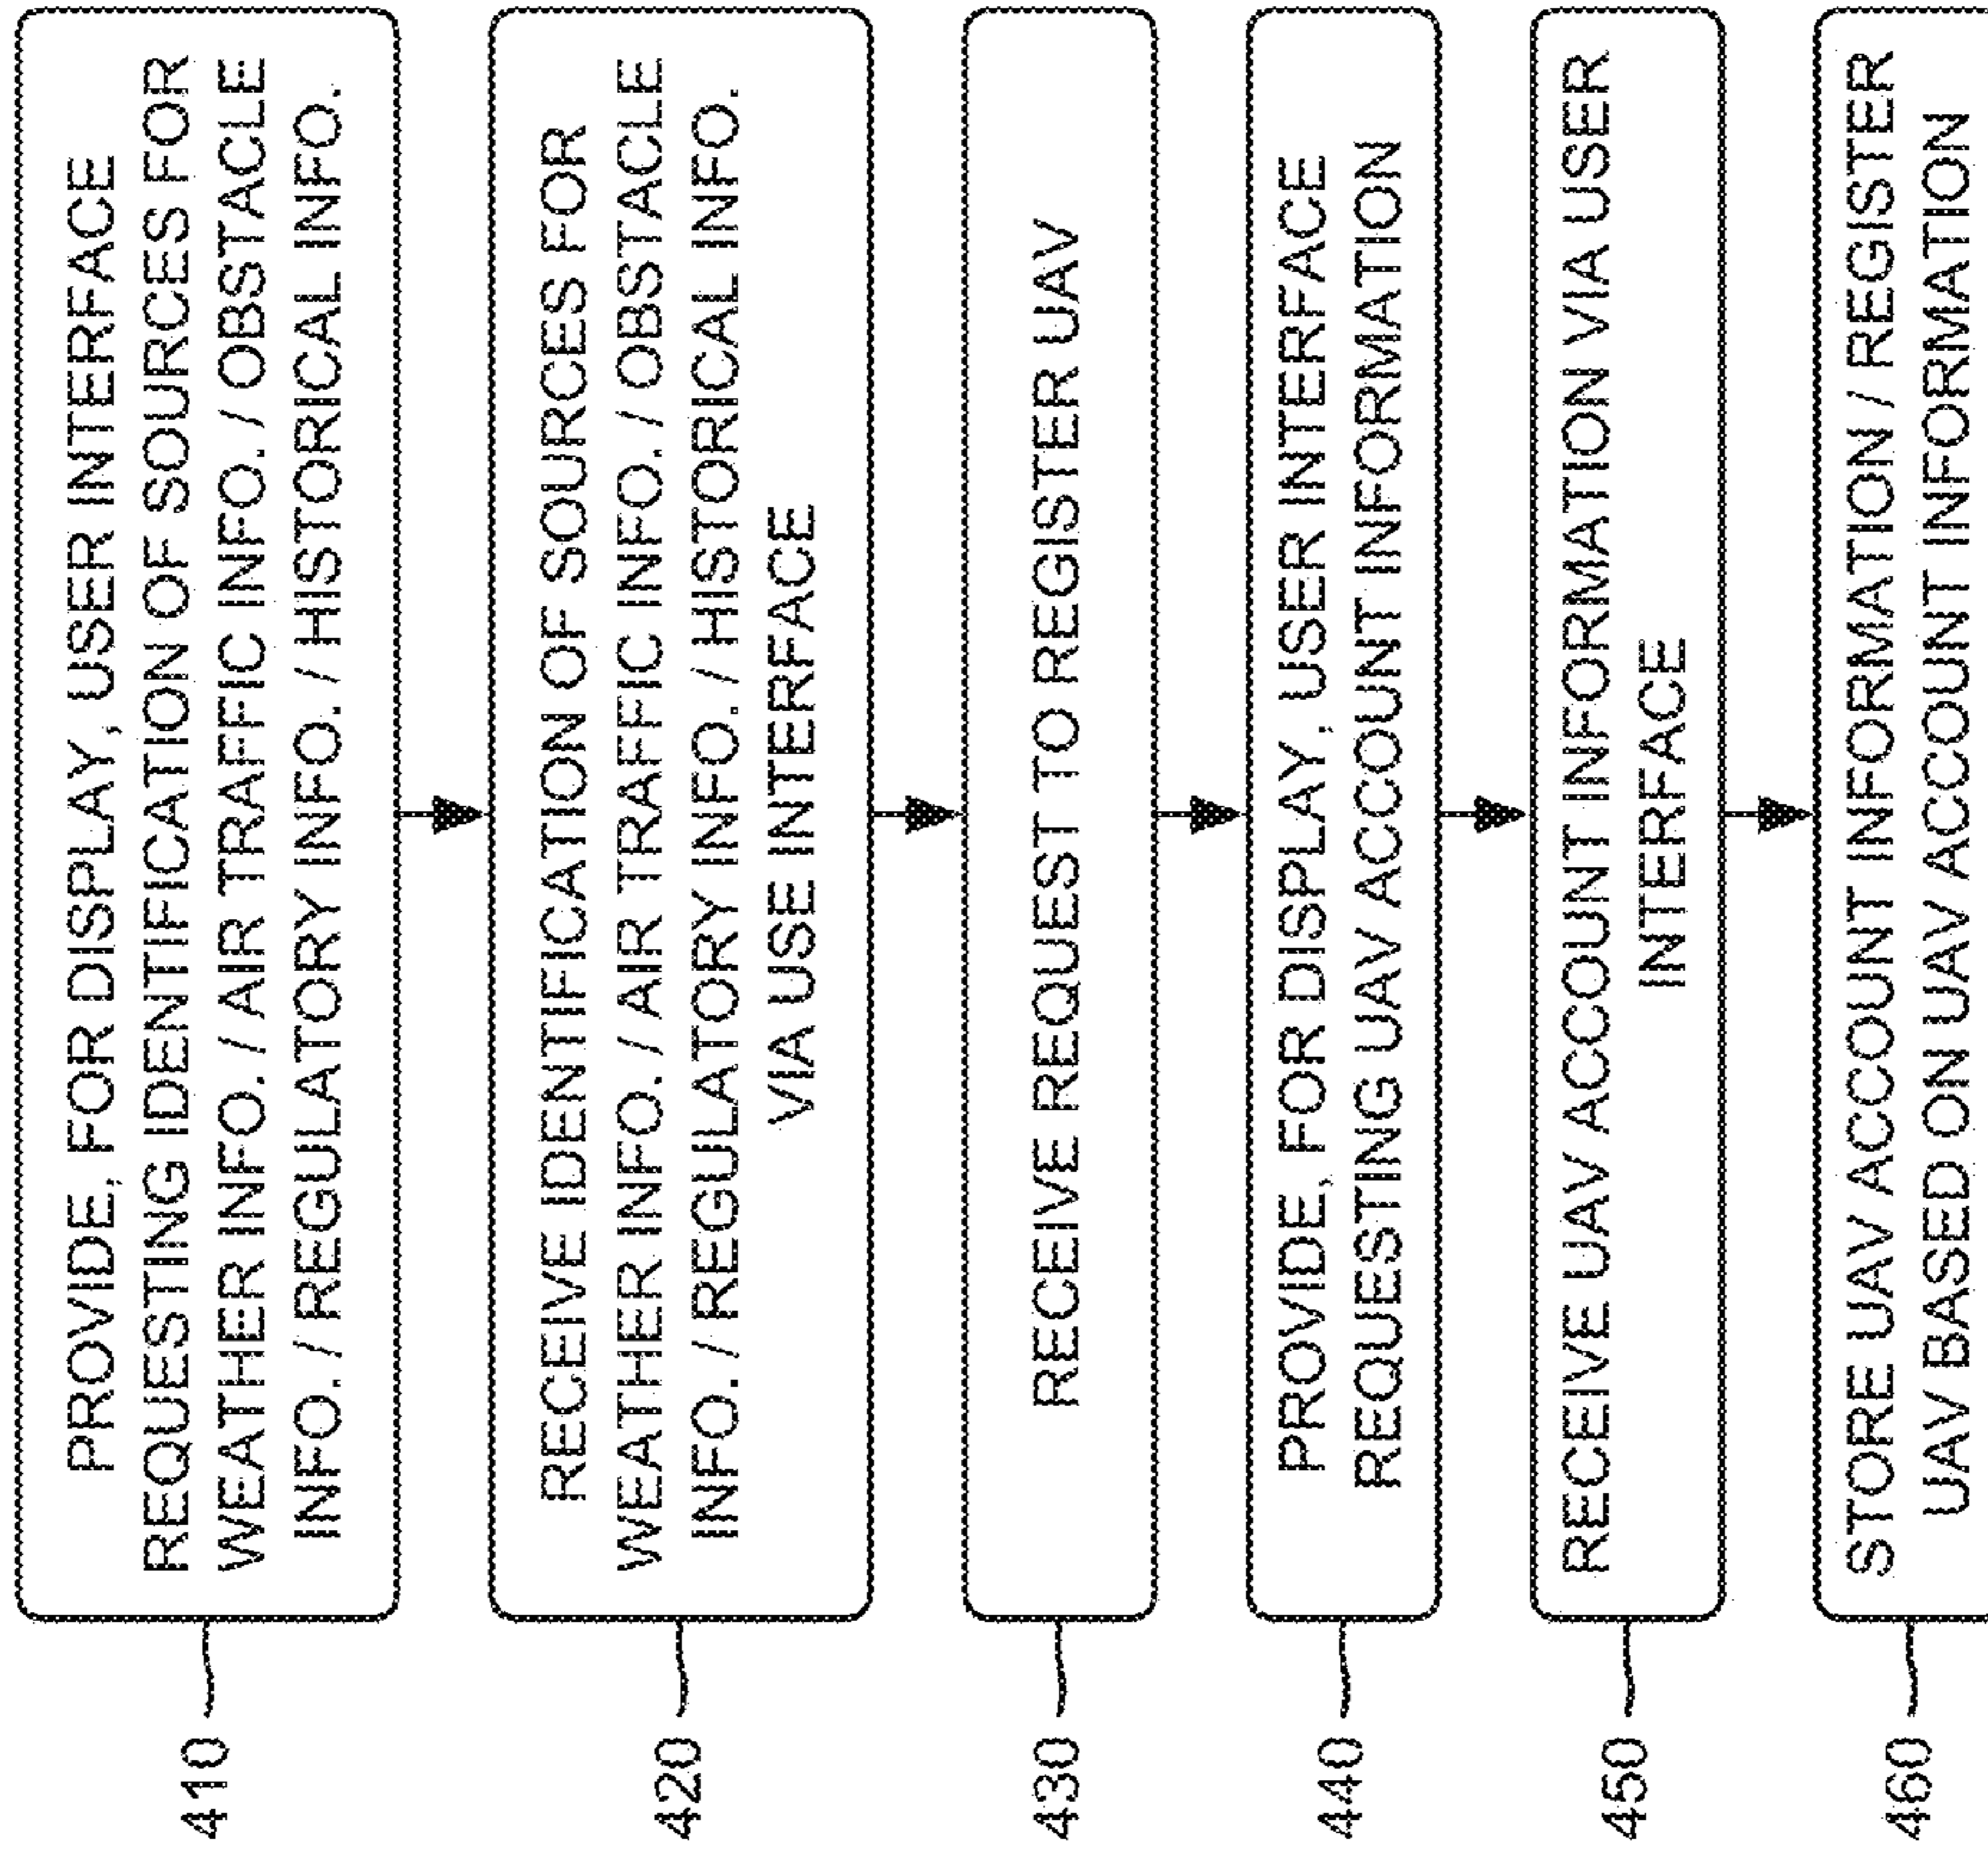 410
PROVIDE, FOR DISPLAY, USER INTERFACE
REQUESTING IDENTIFICATION OF SOURCES FOR
WEATHER INFO. / AIR TRAFFIC INFO. / OBSTACLE
INFO. / REGULATORY INFO. / HISTORICAL INFO.
420
RECEIVE IDENTIFICATION OF SOURCES FOR
WEATHER INFO. / AIR TRAFFIC INFO. / OBSTACLE
INFO. / REGULATORY INFO. / HISTORICAL INFO.
VIA USE INTERFACE
430
RECEIVE REQUEST TO REGISTER UAV
440
PROVIDE, FOR DISPLAY, USER INTERFACE
REQUESTING UAV ACCOUNT INFORMATION
450
RECEIVE UAV ACCOUNT INFORMATION VIA USER
INTERFACE
460
STORE UAV ACCOUNT INFORMATION / REGISTER
UAV BASED ON UAV ACCOUNT INFORMATION